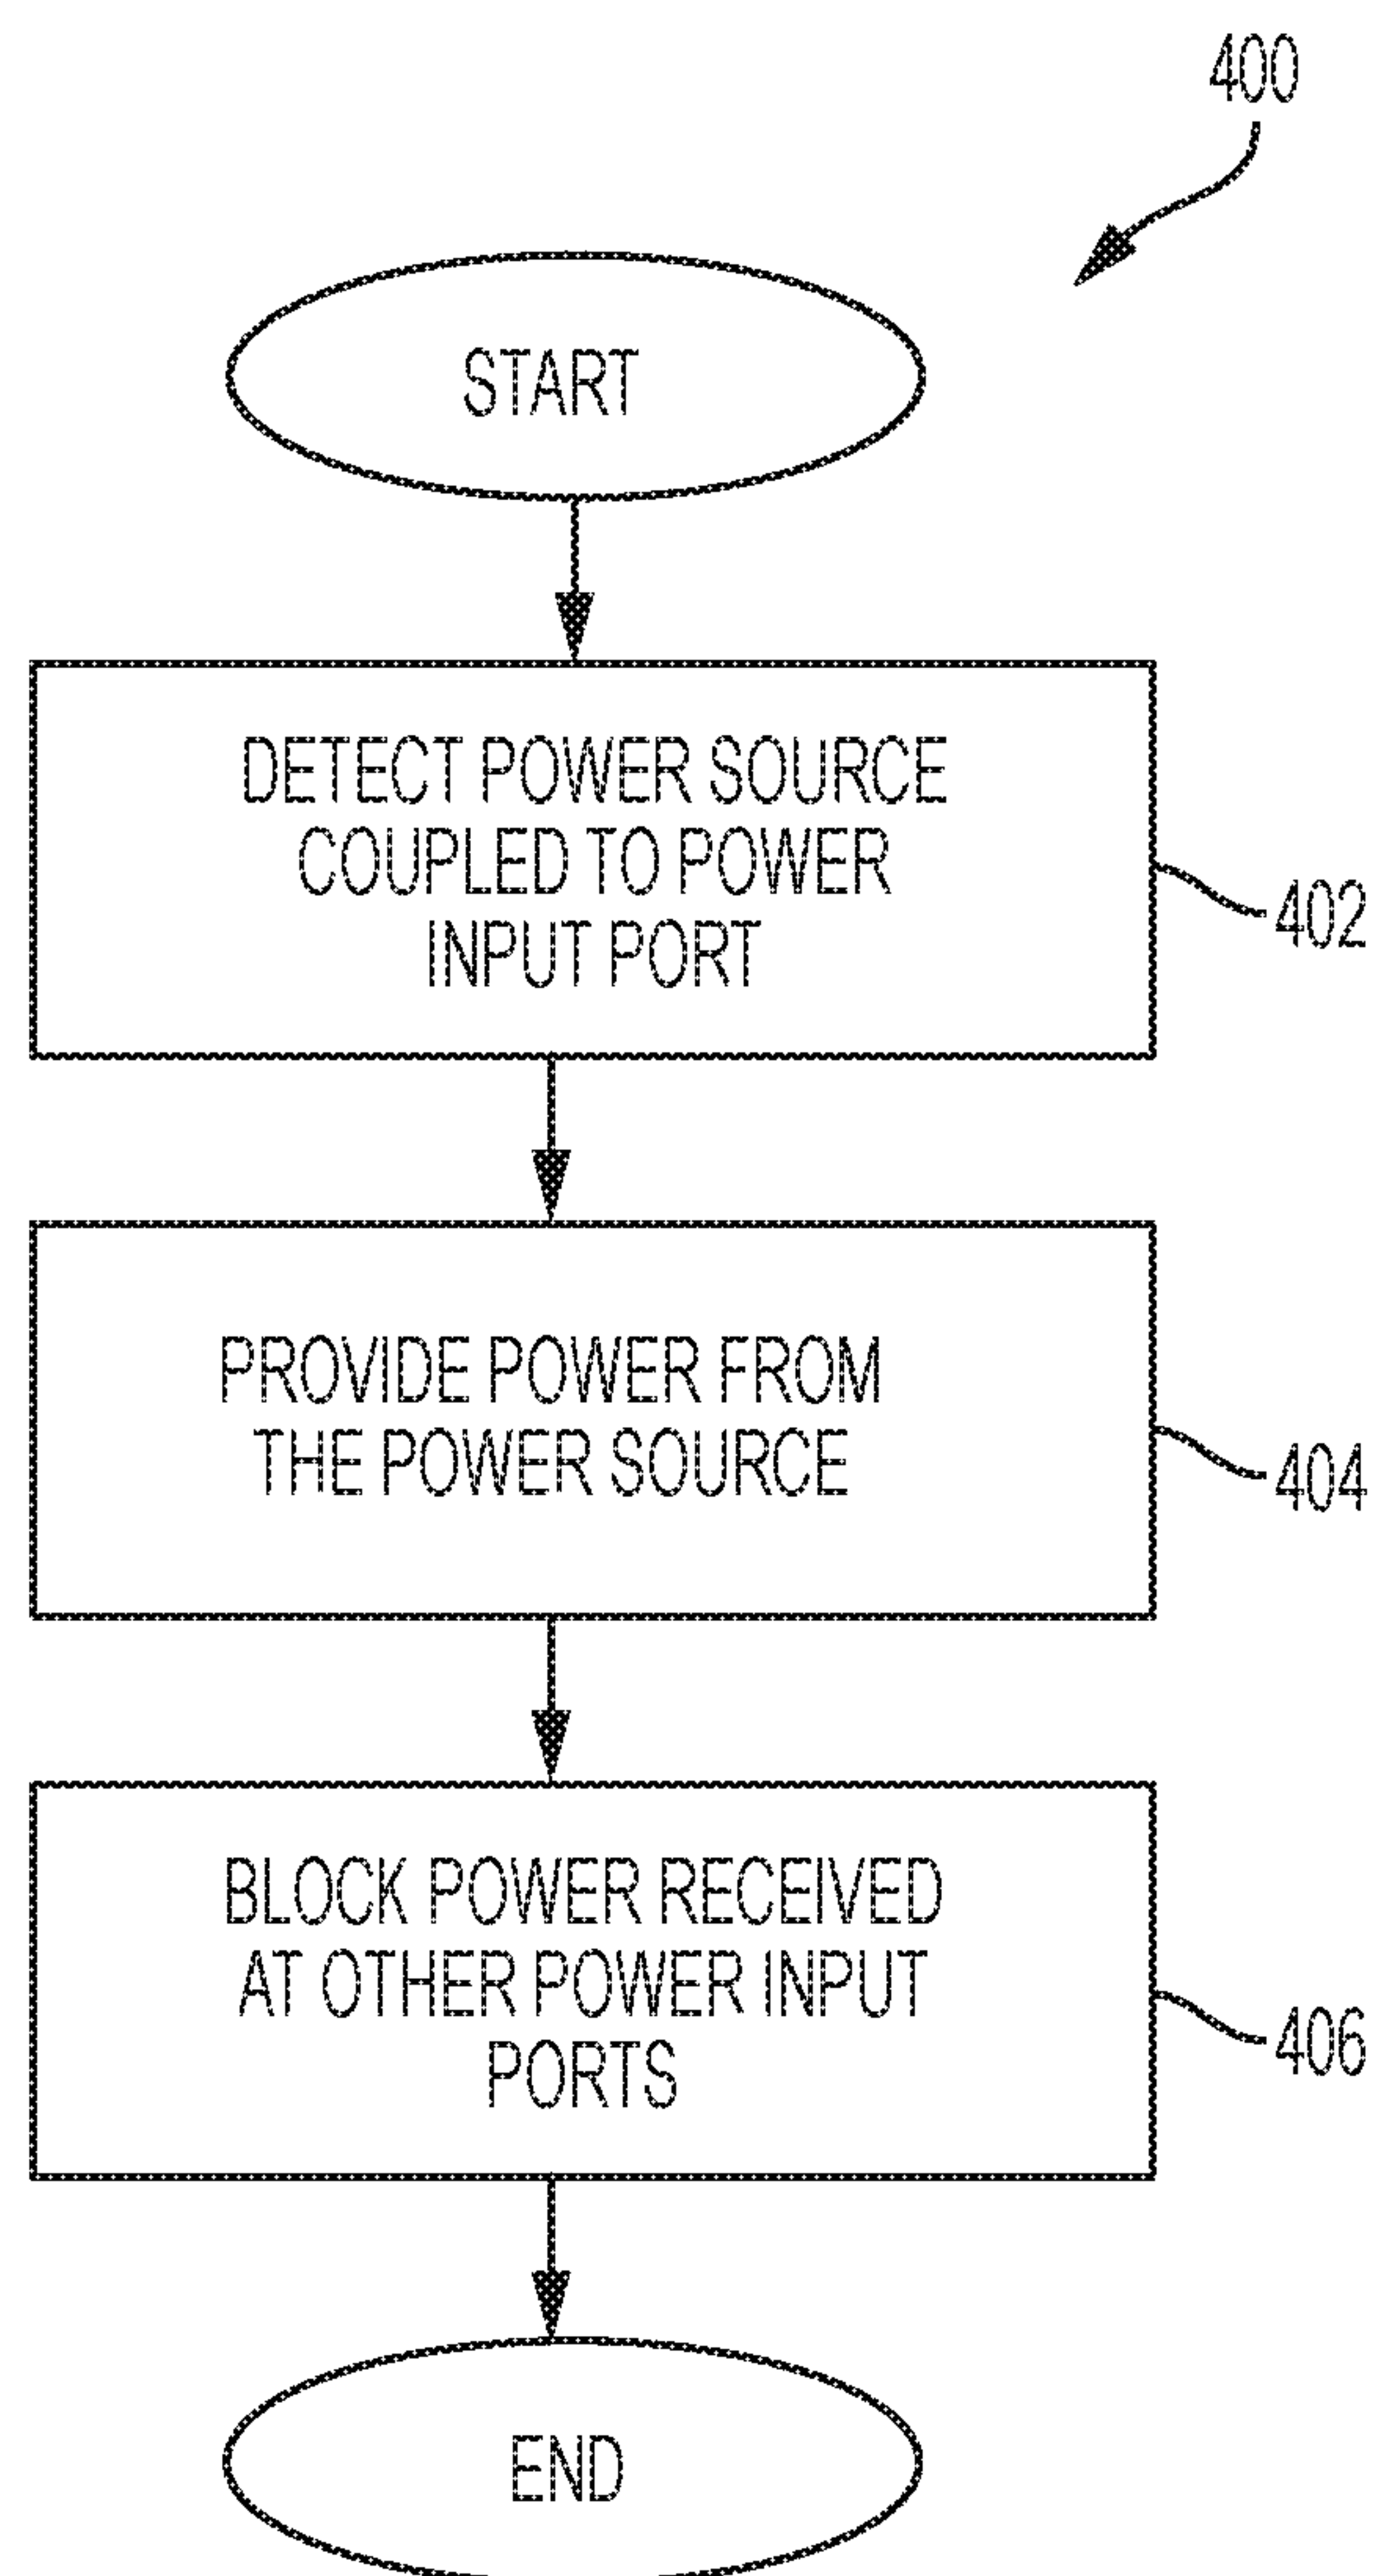 400
START
DETECT POWER SOURCE
COUPLED TO POWER
INPUT PORT
402
PROVIDE POWER FROM
THE POWER SOURCE
404
BLOCK POWER RECEIVED
AT OTHER POWER INPUT
PORTS
406
END